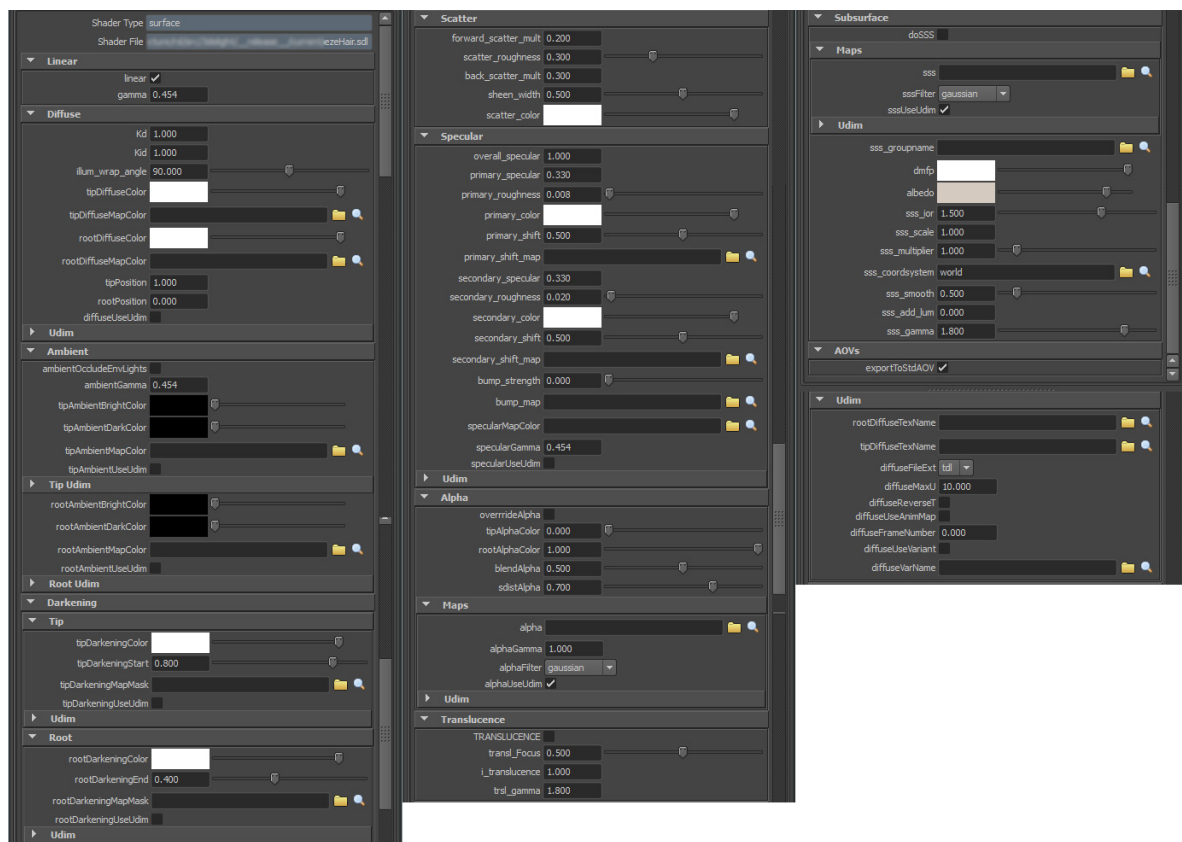 Shader Type surface
Shader File ezeHair.sdl
Linear
linear
gamma 0.454
Diffuse
Kd 1.000
Kd 1.000
illum_wrap_angle 90.000
tipDiffuseColor
tipDiffuseMapColor
rootDiffuseColor
rootDiffuseMapColor
tipPosition 1.000
rootPosition 0.000
diffuseUseUdim
Udim
Ambient
ambientOccludeEnvLights
ambientGamma 0.454
tipAmbientBrightColor
tipAmbientDarkColor
tipAmbientMapColor
tipAmbientUseUdim
Tip Udim
rootAmbientBrightColor
rootAmbientDarkColor
rootAmbientMapColor
rootAmbientUseUdim
Root Udim
Darkening
Tip
tipDarkeningColor
tipDarkeningStart 0.800
tipDarkeningMapMask
tipDarkeningUseUdim
Udim
Root
rootDarkeningColor
rootDarkeningEnd 0.400
rootDarkeningMapMask
rootDarkeningUseUdim
Udim
Scatter
forward_scatter_mult 0.200
scatter_roughness 0.300
back_scatter_mult 0.300
sheen_width 0.500
scatter_color
Specular
overall_specular 1.000
primary_specular 0.330
primary_roughness 0.008
primary_color
primary_shift 0.500
primary_shift_map
secondary_specular 0.330
secondary_roughness 0.020
secondary_color
secondary_shift 0.500
secondary_shift_map
bump_strength 0.000
bump_map
specularMapColor
specularGamma 0.454
specularUseUdim
Udim
Alpha
overrrideAlpha
tipAlphaColor 0.000
rootAlphaColor 1.000
blendAlpha 0.500
sdistAlpha 0.700
Maps
alpha
alphaGamma 1.000
alphaFilter gaussian
alphaUseUdim
Udim
Translucence
TRANSLUCENCE
transl_Focus 0.500
i_translucence 1.000
trsl_gamma 1.800
Subsurface
doSSS
Maps
sss
sssFilter gaussian
sssUseUdim
Udim
sss_groupname
dmfp
albedo
sss_ior 1.500
sss_scale 1.000
sss_multiplier 1.000
sss_coordsystem world
sss_smooth 0.500
sss_add_lum 0.000
sss_gamma 1.800
AOVs
exportToStdAOV
Udim
rootDiffuseTexName
tipDiffuseTexName
diffuseFileExt tdl
diffuseMaxU 10.000
diffuseReverseT
diffuseUseAnimMap
diffuseFrameNumber 0.000
diffuseUseVariant
diffuseVarName